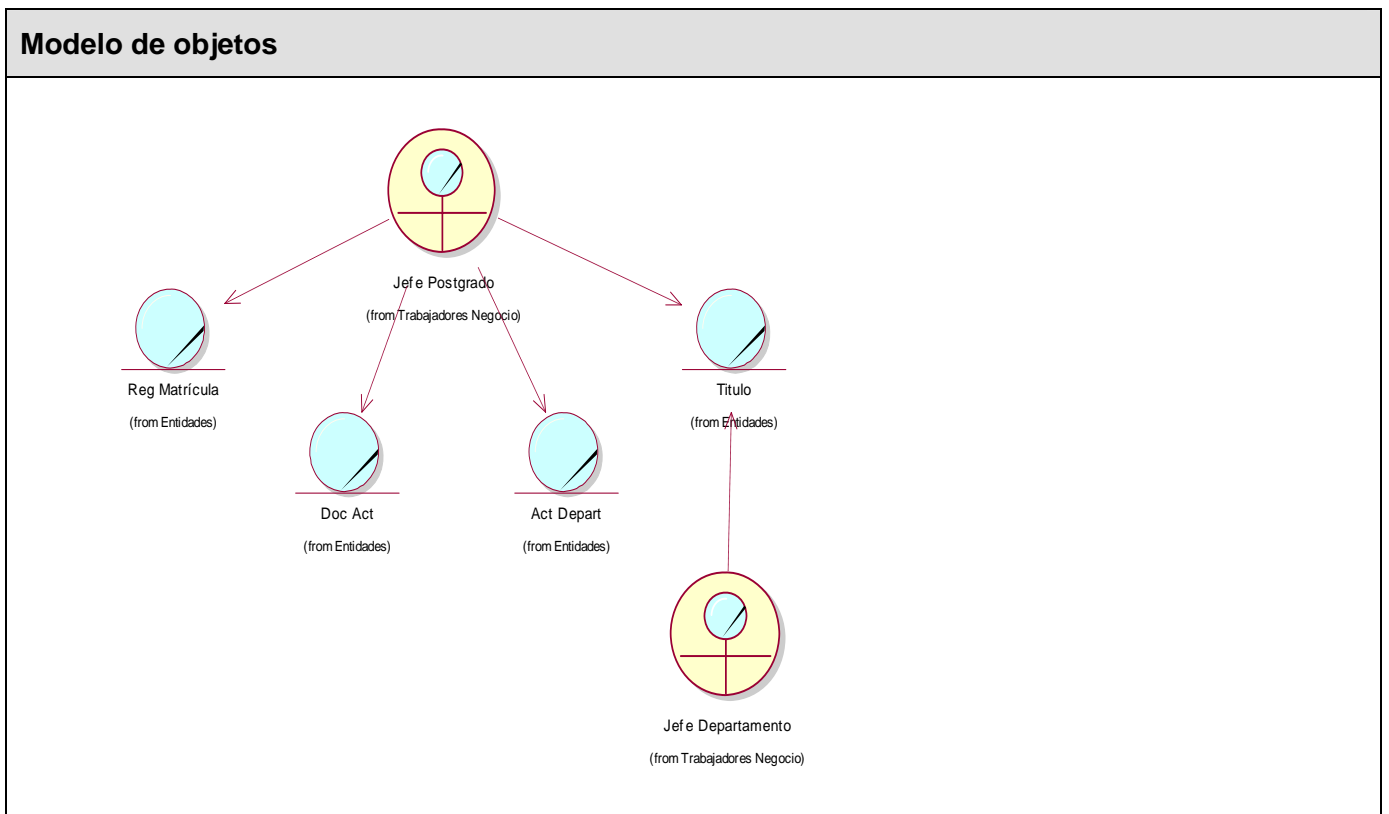 Modelo de objetos
Jefe Postgrado
(from Trabajadores Negocio)
Reg Matrícula
(from Entidades)
Titulo
(from Entidades)
Doc Act
(from Entidades)
Act Depart
(from Entidades)
Jefe Departamento
(from Trabajadores Negocio)